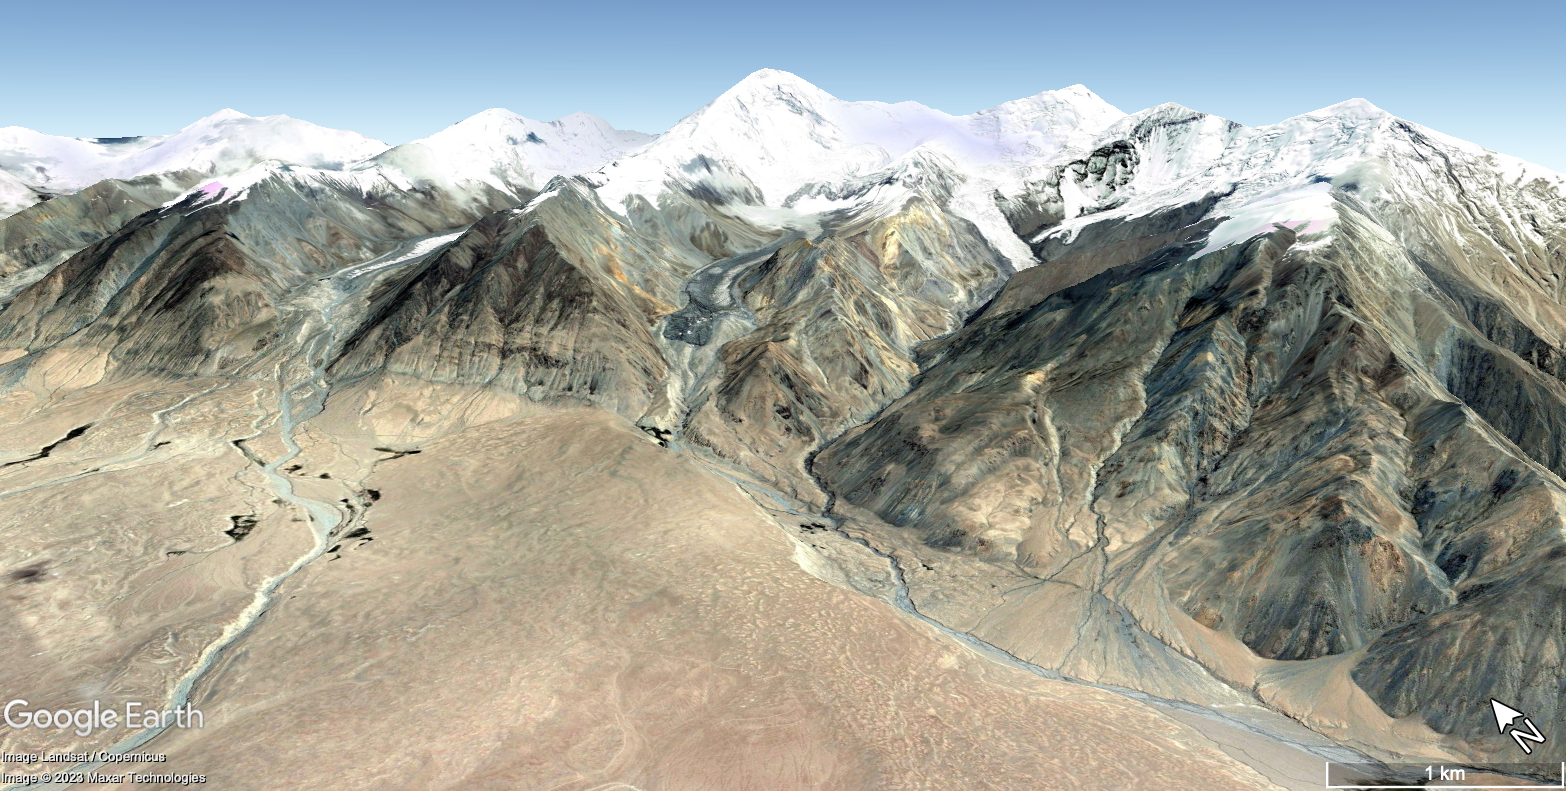 Google Earth
Image Landsat / Copernicus
Image © 2023 Maxar Technologies
N
1 km